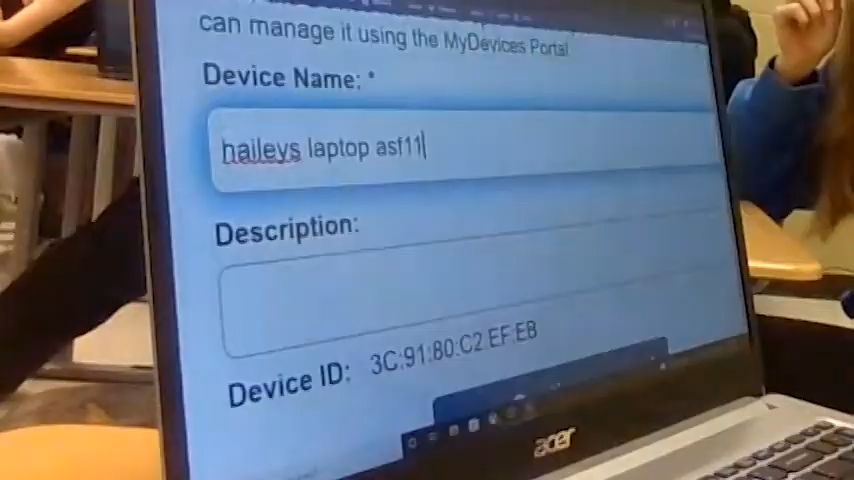 can manage it using the MyDevices Portal
Device Name: *
haileys laptop asf11
Description:
Device ID: 3C:91:80:C2 EF:EB
acer